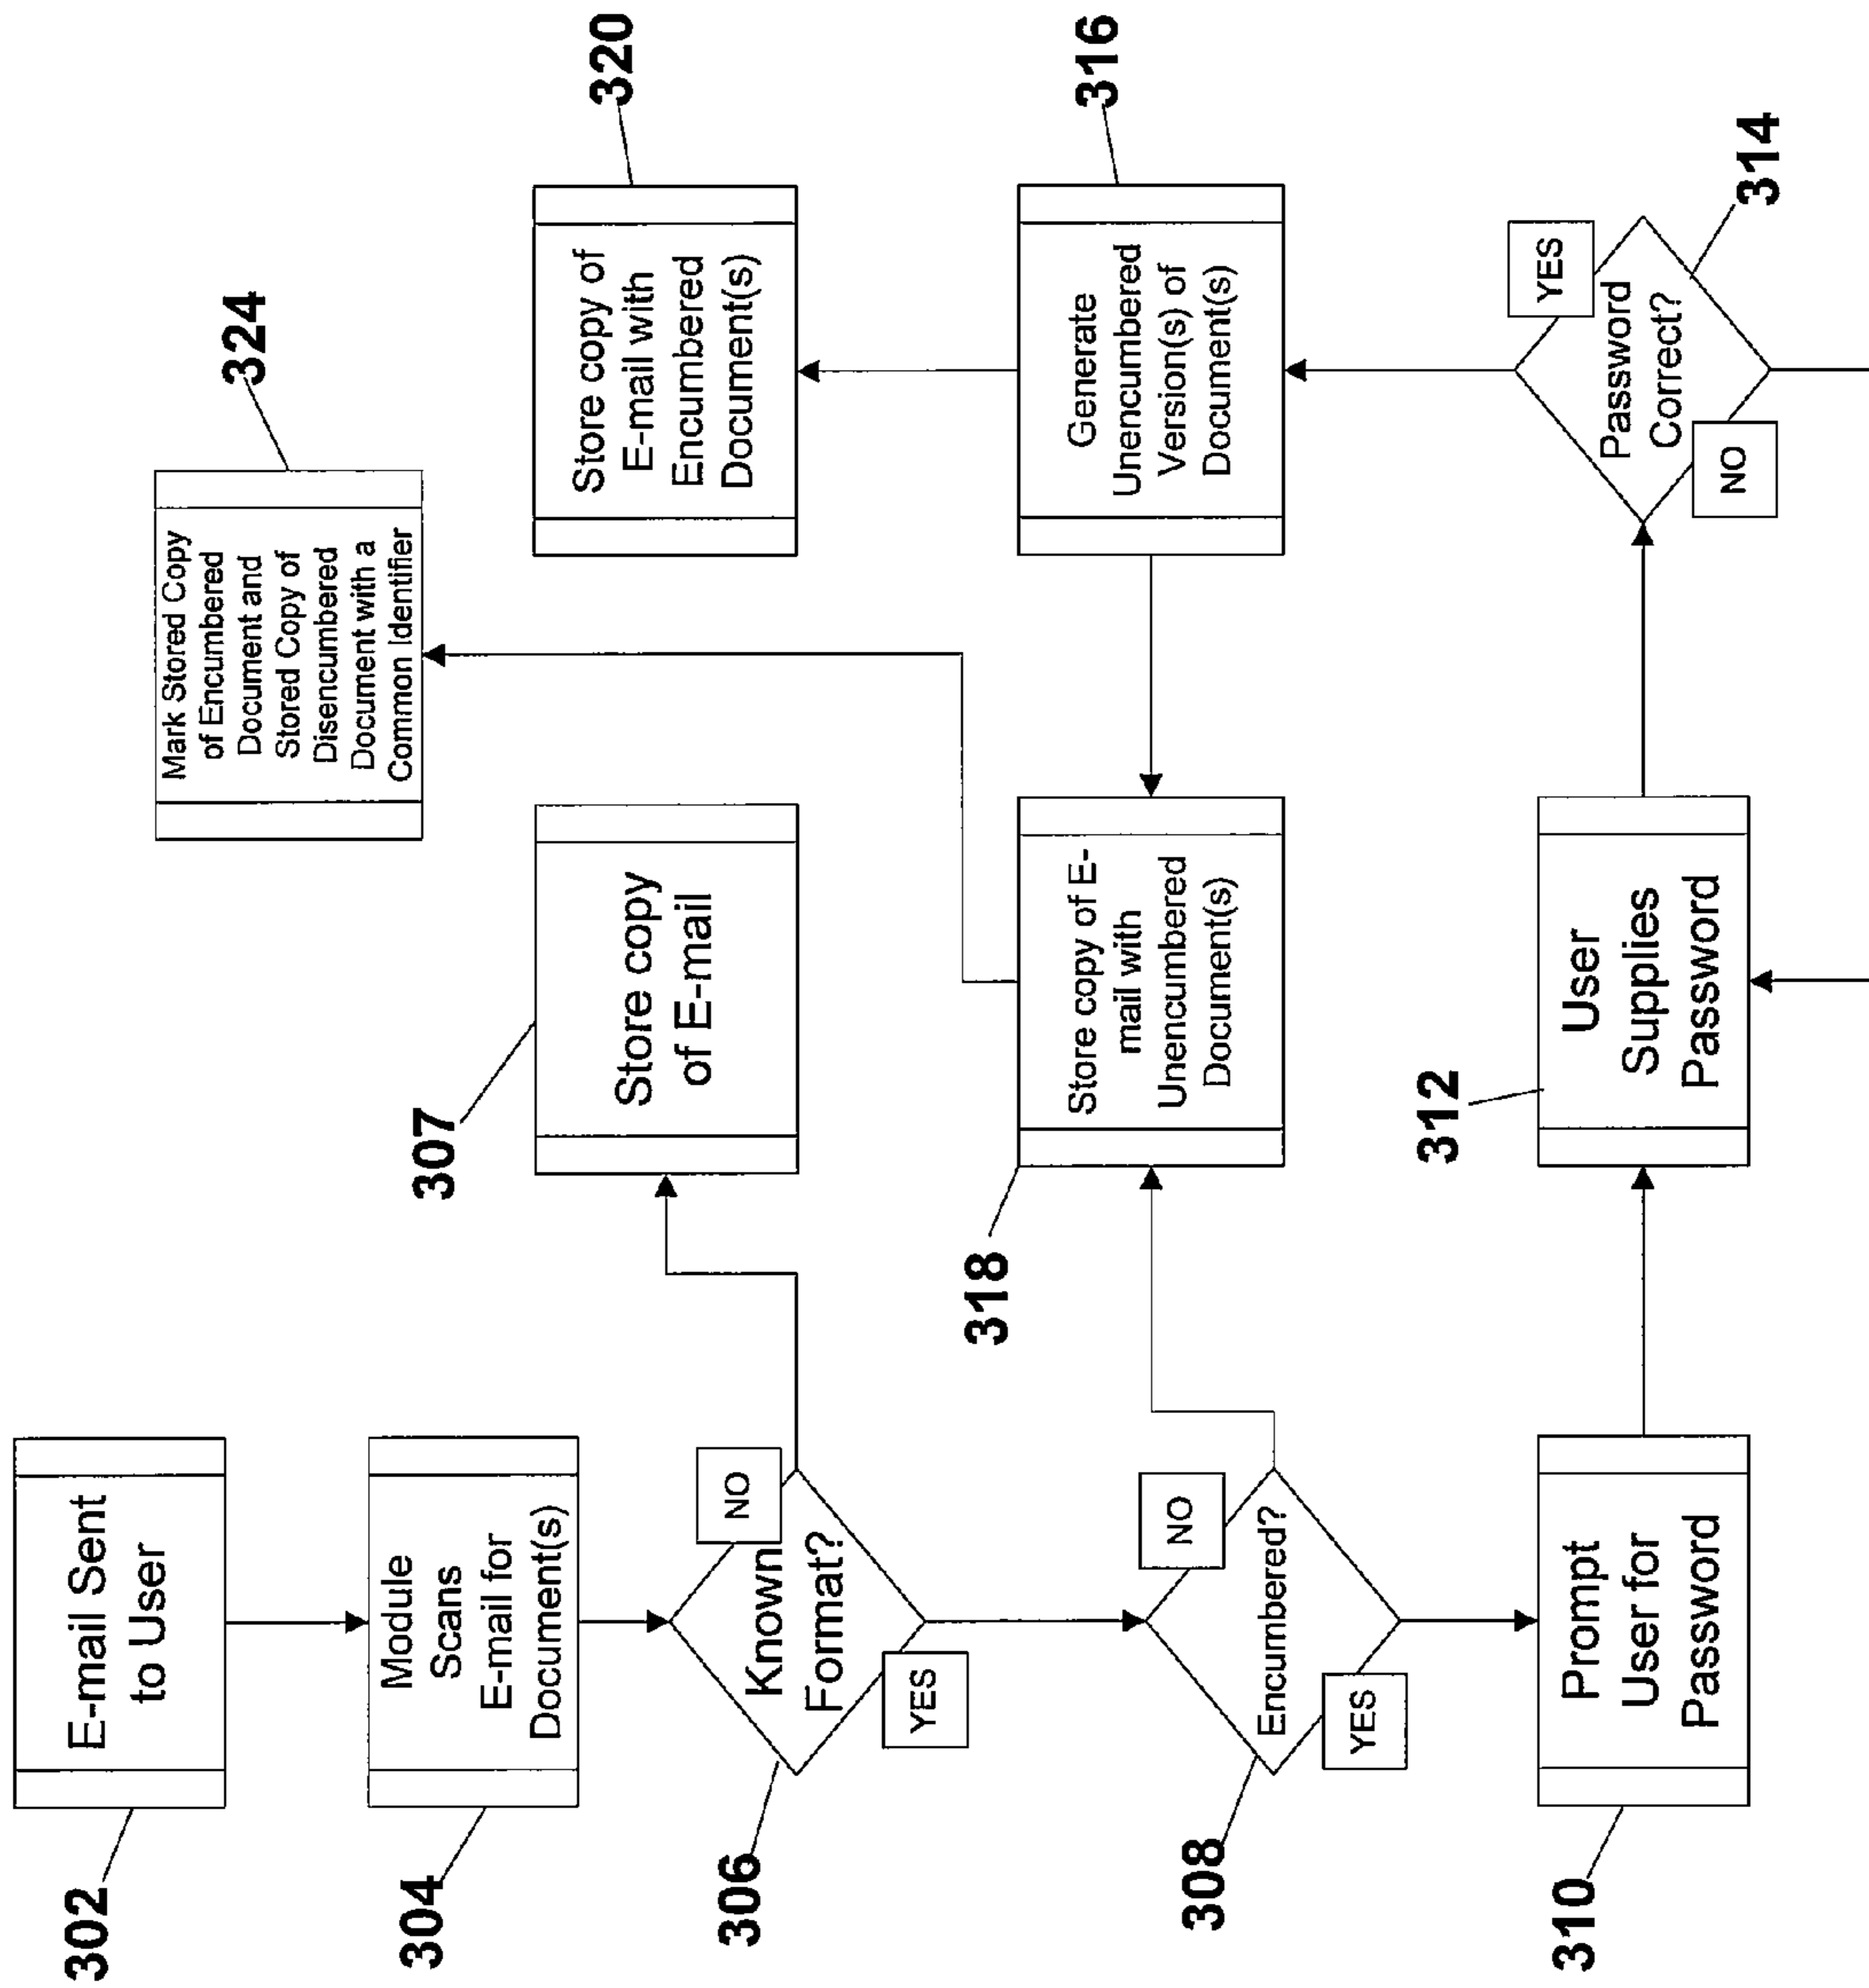 302
E-mail Sent
to User
304
Module
Scans
E-mail for
Document(s)
306
Known
Format?
NO
YES
307
Store copy
of E-mail
308
Encumbered?
NO
YES
310
Prompt
User for
Password
312
User
Supplies
Password
314
Password
Correct?
YES
NO
316
Generate
Unencumbered
Version(s) of
Document(s)
318
Store copy of E-
mail with
Unencumbered
Document(s)
320
Store copy of
E-mail with
Encumbered
Document(s)
324
Mark Stored Copy
of Encumbered
Document and
Stored Copy of
Disencumbered
Document with a
Common Identifier